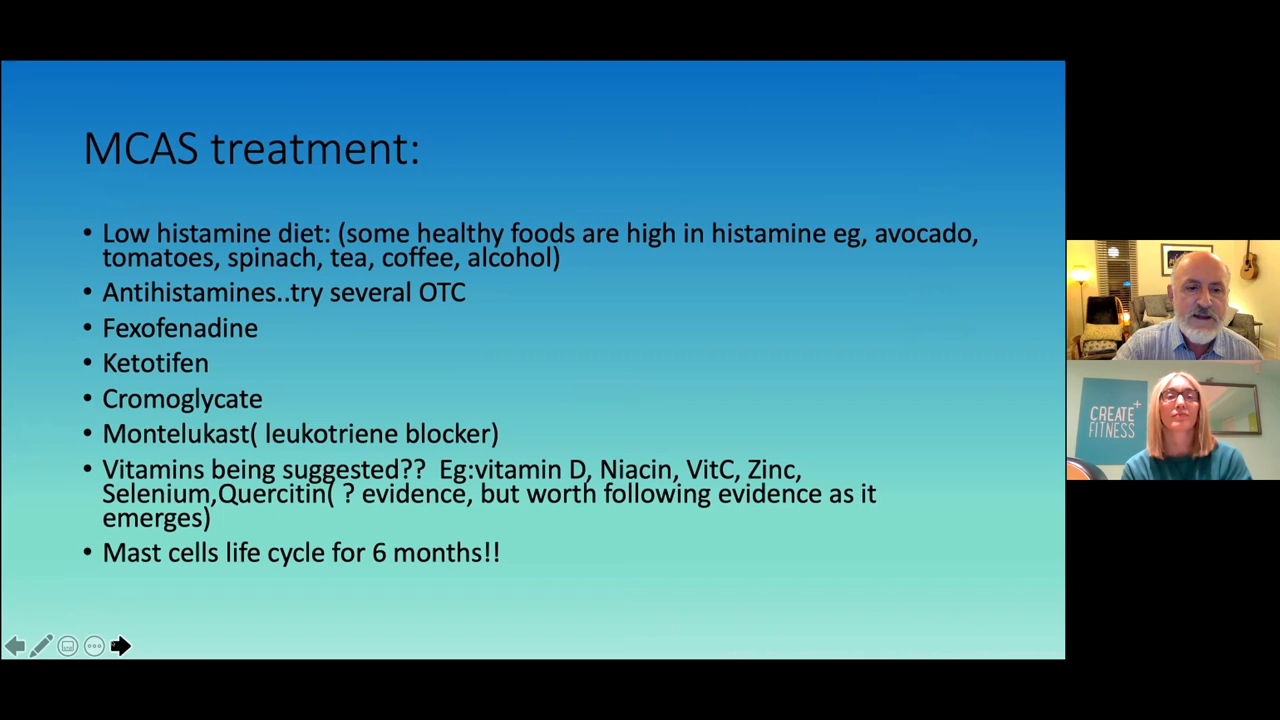 MCAS treatment:
• Low histamine diet: (some healthy foods are high in histamine eg, avocado,
tomatoes, spinach, tea, coffee, alcohol)
• Antihistamines..try several OTC
• Fexofenadine
• Ketotifen
• Cromoglycate
• Montelukast( leukotriene blocker)
• Vitamins being suggested?? Eg:vitamin D, Niacin, VitC, Zinc,
Selenium,Quercitin( ? evidence, but worth following evidence as it
emerges)
• Mast cells life cycle for 6 months!!
CREATE+
FITNESS